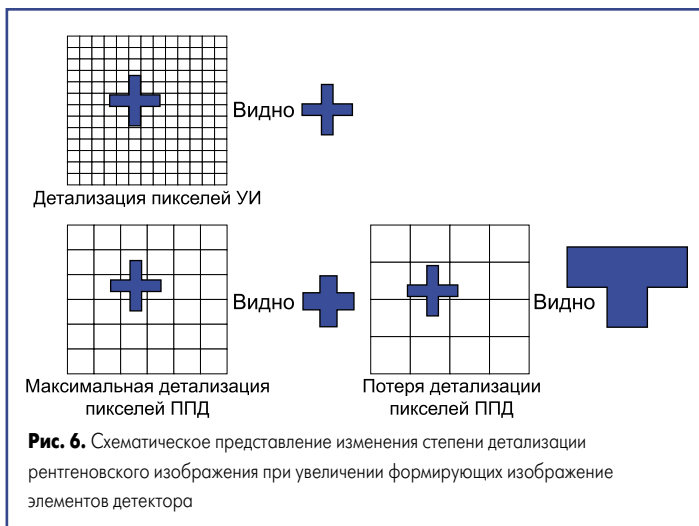 Видно
Детализация пикселей УИ
Видно
Максимальная детализация
пикселей ППД
Видно
Потеря детализации
пикселей ППД
Рис. 6. Схематическое представление изменения степени детализации
рентгеновского изображения при увеличении формирующих изображение
элементов детектора